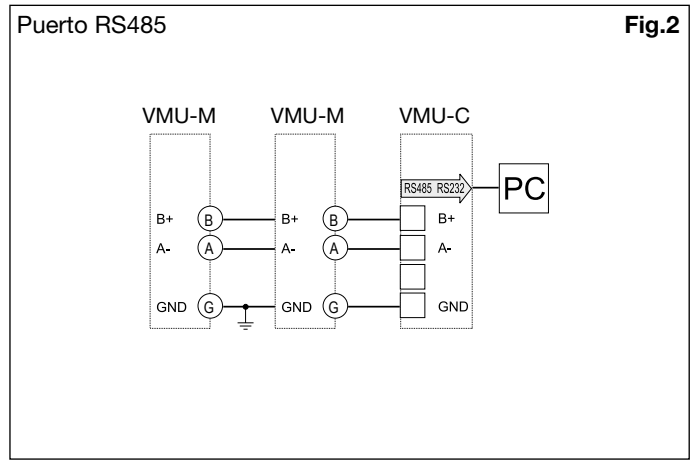 Puerto RS485 Fig.2
VMU-M VMU-M VMU-C
RS485 RS232 PC
B+ B B+ B B+
A- A A- A A-
GND G GND G GND